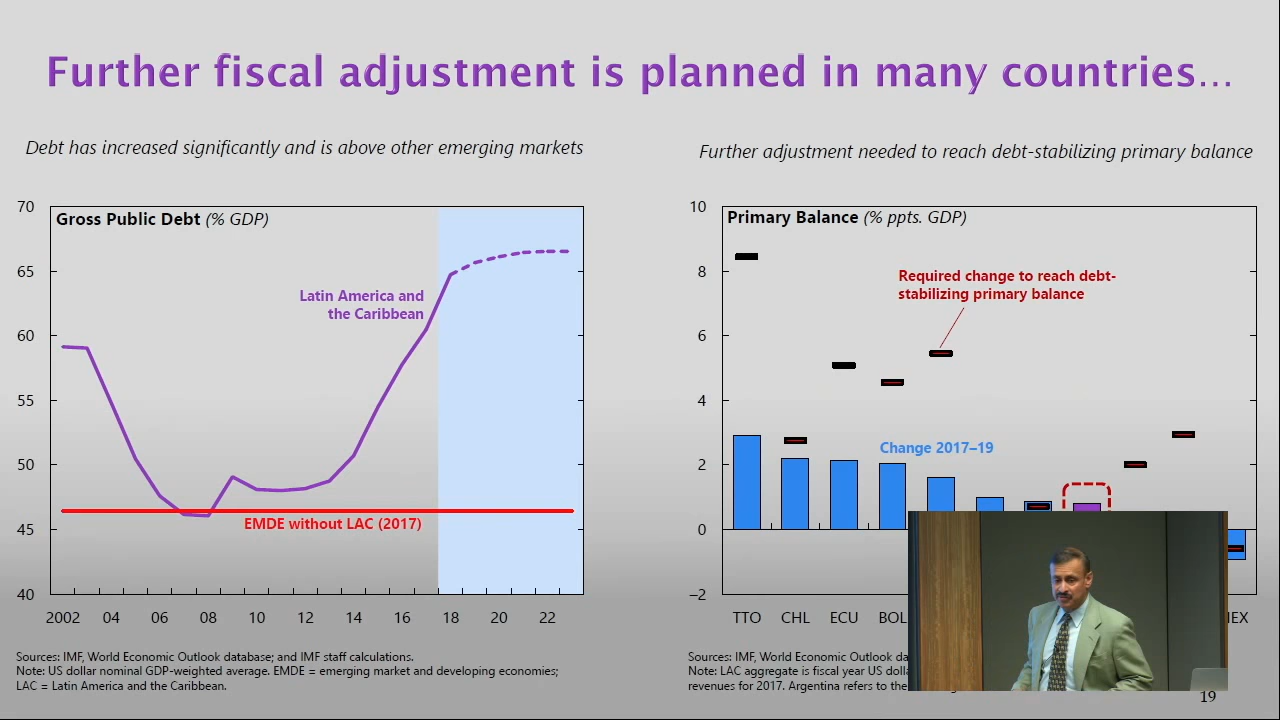 Further fiscal adjustment is planned in many countries…
Debt has increased significantly and is above other emerging markets
Gross Public Debt (% GDP)
70
65
60
55
50
45
40
Latin America and
the Caribbean
EMDE without LAC (2017)
2002 04 06 08 10 12 14 16 18 20 22
Sources: IMF, World Economic Outlook database; and IMF staff calculations.
Note: US dollar nominal GDP-weighted average. EMDE = emerging market and developing economies;
LAC = Latin America and the Caribbean.
Further adjustment needed to reach debt-stabilizing primary balance
Primary Balance (% ppts. GDP)
10
8
6
4
2
0
–2
Required change to reach debt-
stabilizing primary balance
Change 2017–19
TTO CHL ECU BOL
Sources: IMF, World Economic Outlook
Note: LAC aggregate is fiscal year US
revenues for 2017. Argentina refers to the
19